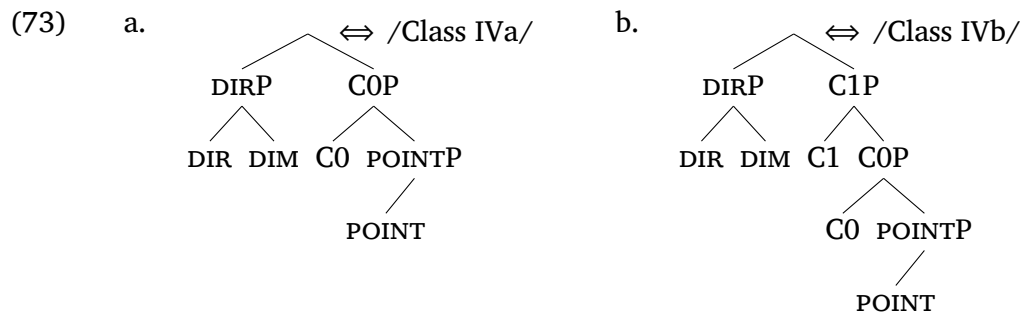 (73) a. ⇔ /Class IVa/ b. ⇔ /Class IVb/
DIRP C0P DIRP C1P
DIR DIM C0 POINTP DIR DIM C1 C0P
POINT C0 POINTP
POINT